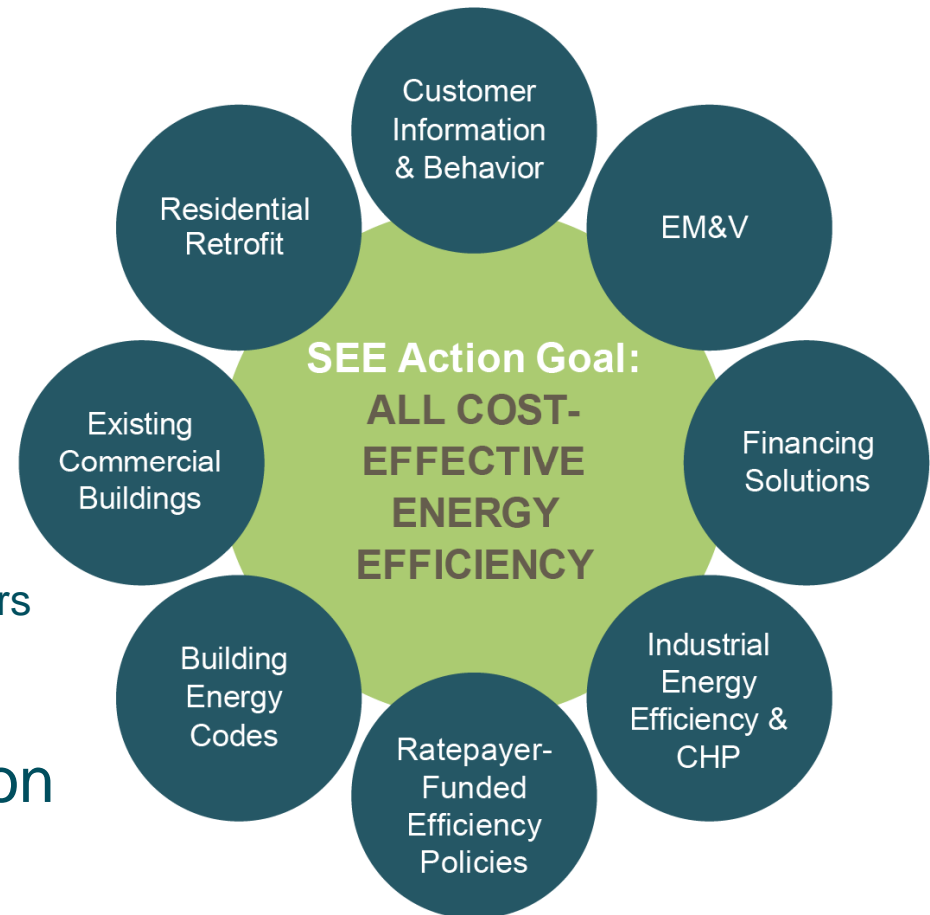 Customer
Information
& Behavior
EM&V
Financing
Solutions
Industrial
Energy
Efficiency &
CHP
Ratepayer-
Funded
Efficiency
Policies
Building
Energy
Codes
Existing
Commercial
Buildings
Residential
Retrofit
SEE Action Goal:
ALL COST-
EFFECTIVE
ENERGY
EFFICIENCY
rs
on